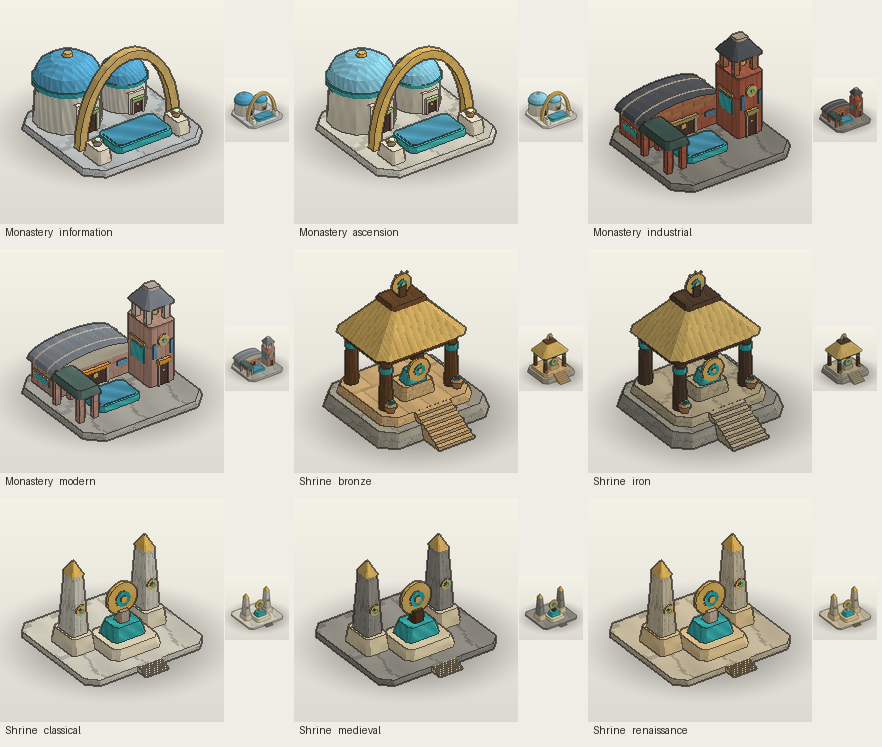 Monastery information
Monastery ascension
Monastery industrial
Monastery modern
Shrine bronze
Shrine iron
Shrine classical
Shrine medieval
Shrine renaissance